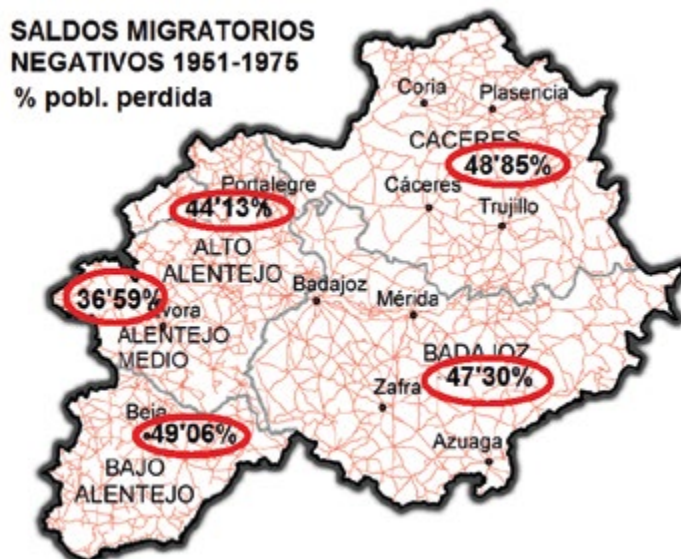 SALDOS MIGRATORIOS
NEGATIVOS 1951-1975
% pobl. perdida
Coria
Plasencia
CACERES
48'85%
Cáceres
Trujillo
Portalegre
44'13%
ALTO
ALENTEJO
36'59%
vora
ALENTEJO
MEDIO
Badajoz
Mérida
BADAJOZ
47'30%
Zafra
Azuaga
Beja
49'06%
BAJO
ALENTEJO